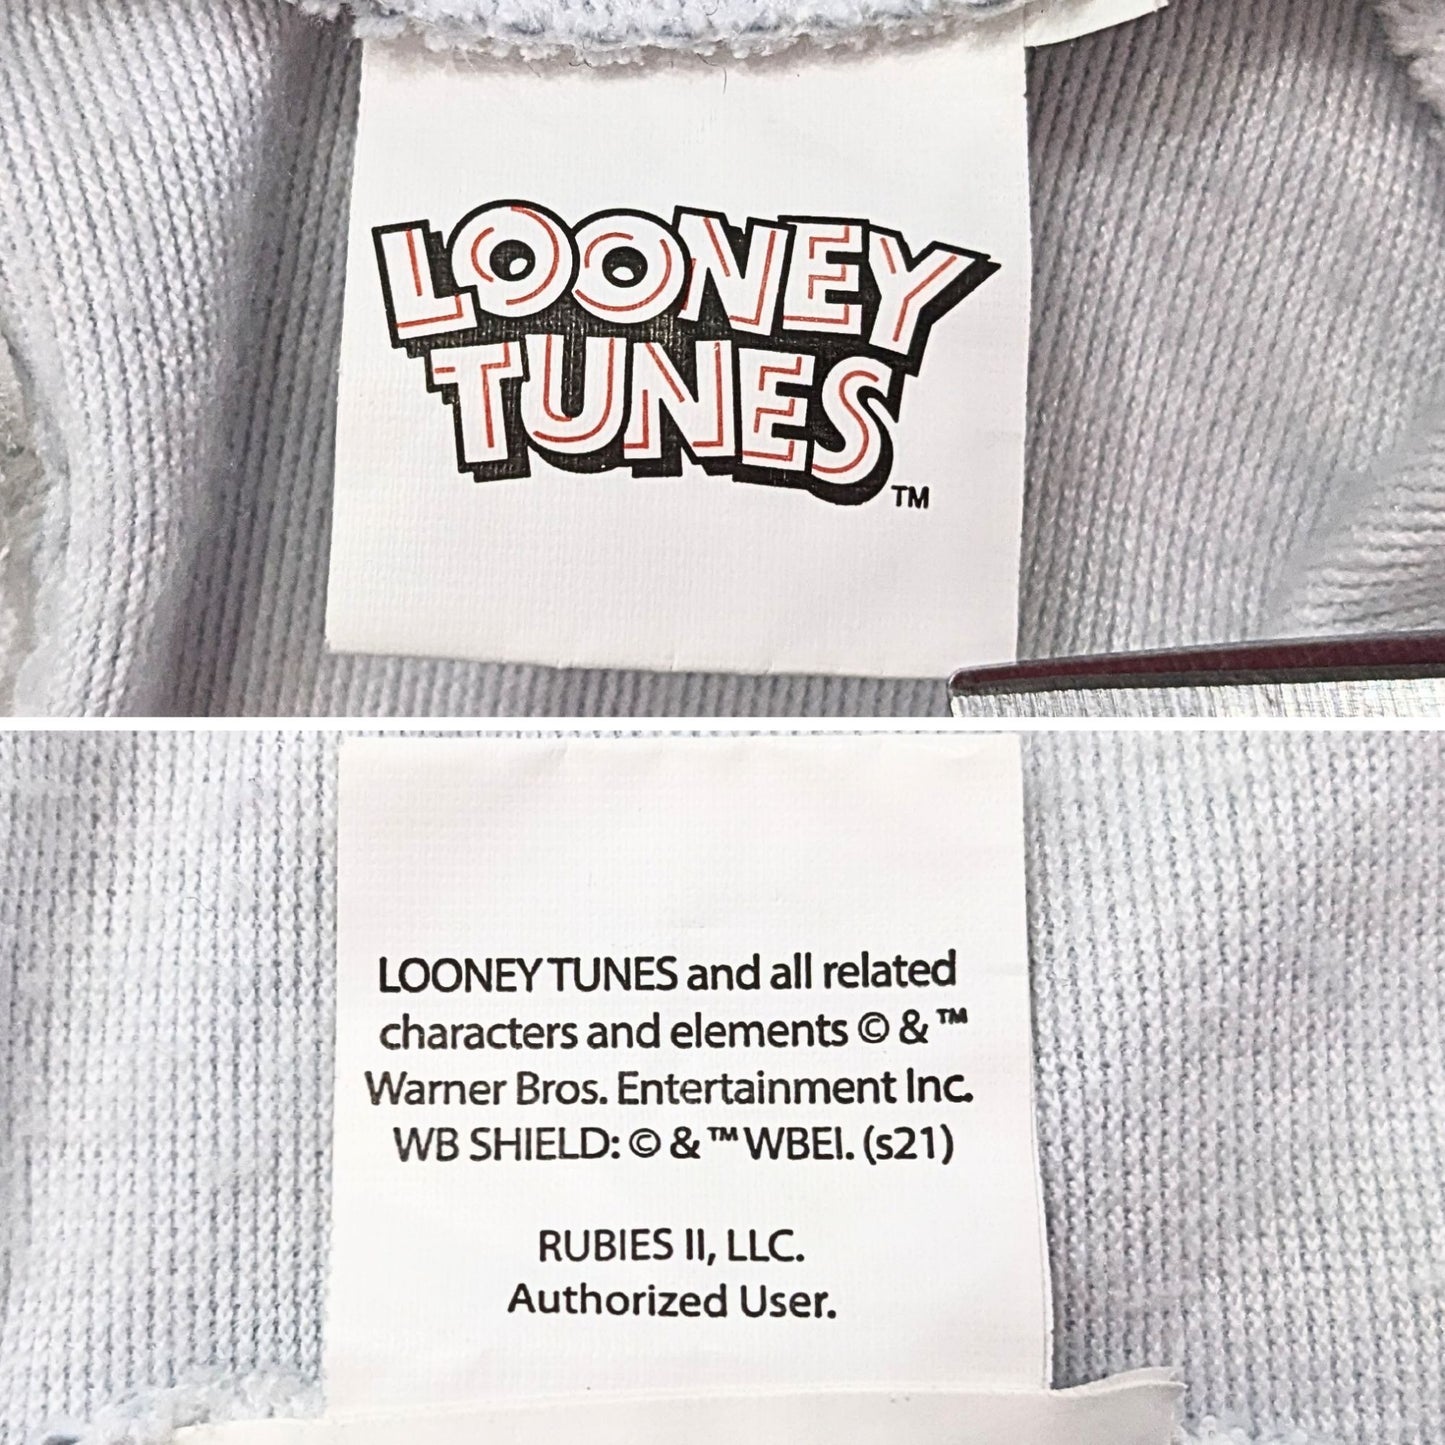 LOONEY
TUNES
™
LOONEY TUNES and all related
characters and elements © & ™
Warner Bros. Entertainment Inc.
WB SHIELD: © & ™ WBEI. (s21)
RUBIES II, LLC.
Authorized User.